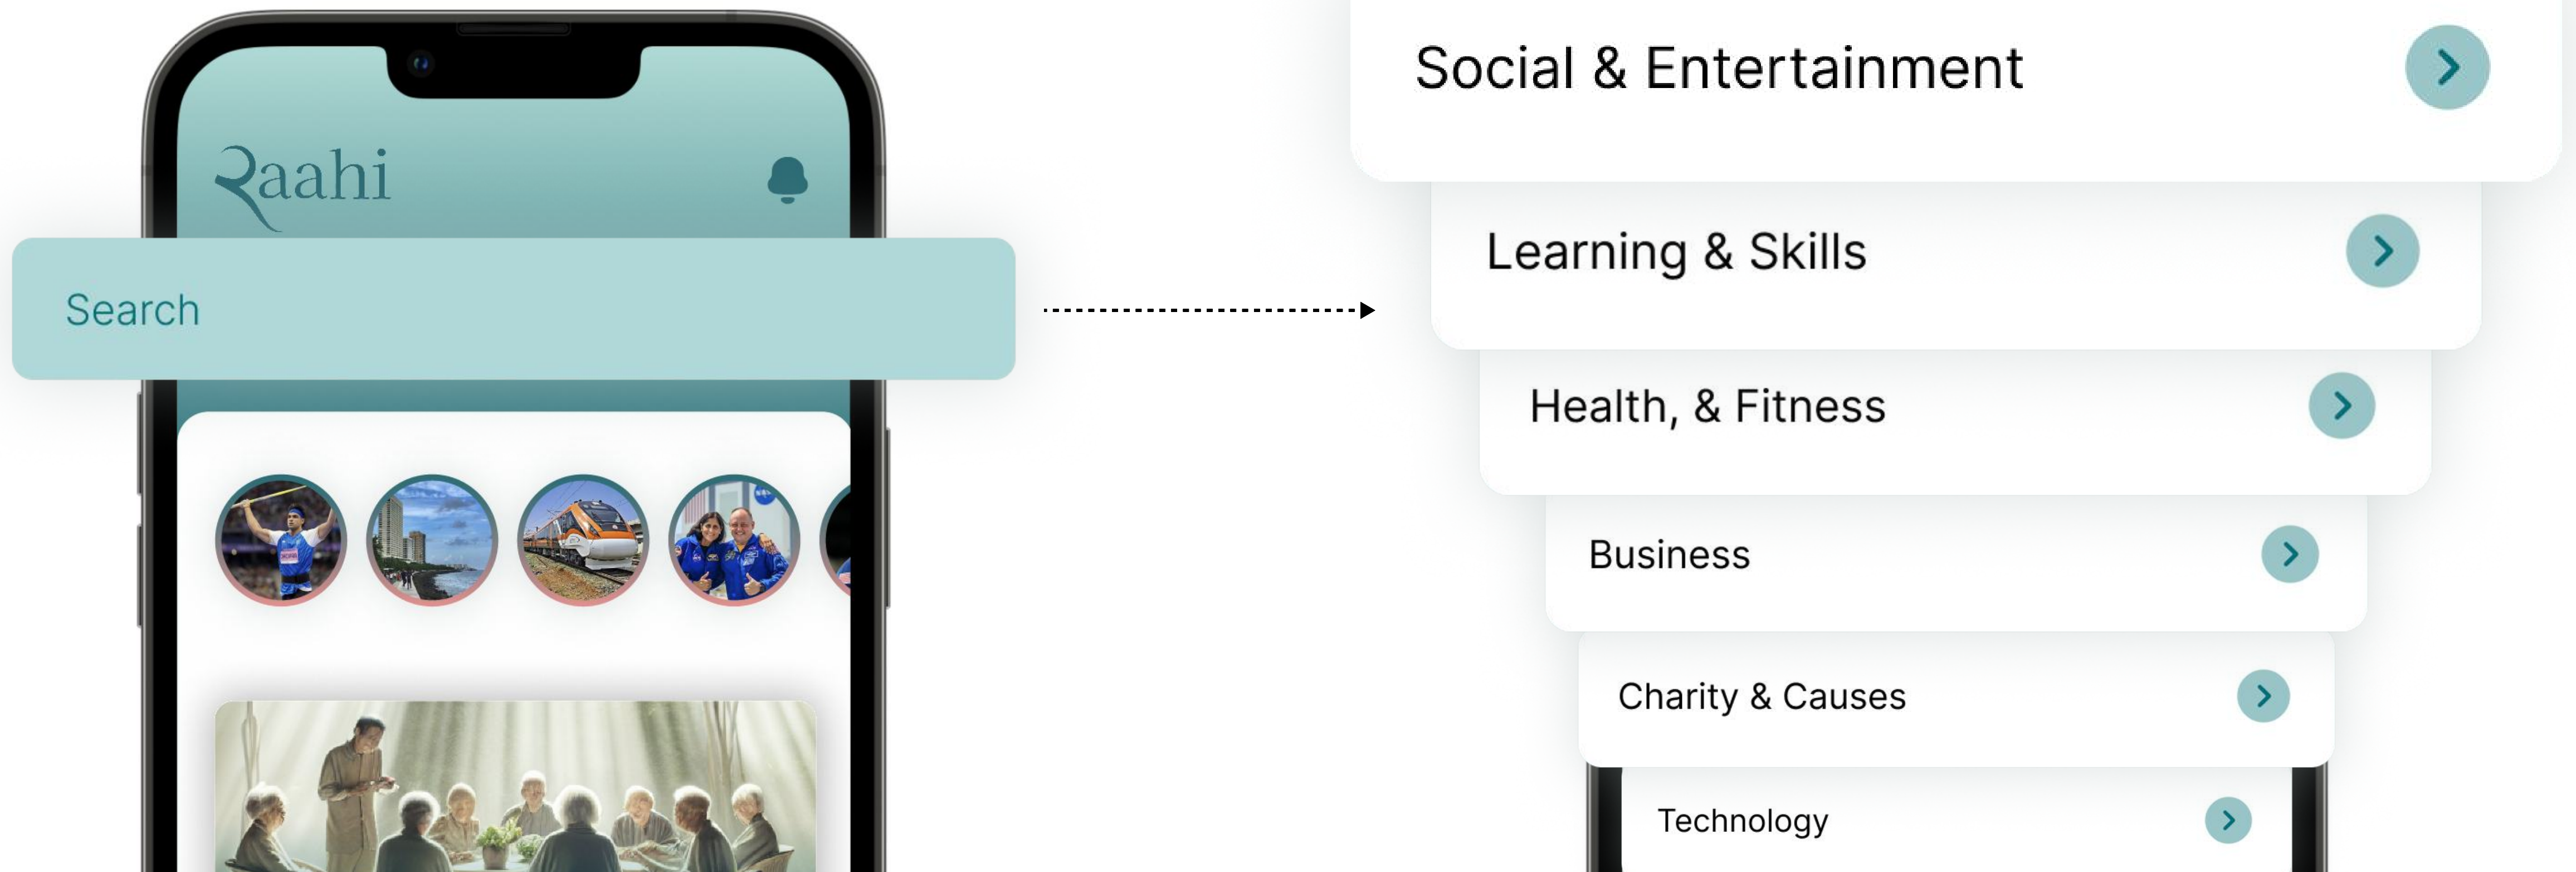 Raahi
Search
Social & Entertainment
Learning & Skills
Health, & Fitness
Business
Charity & Causes
Technology